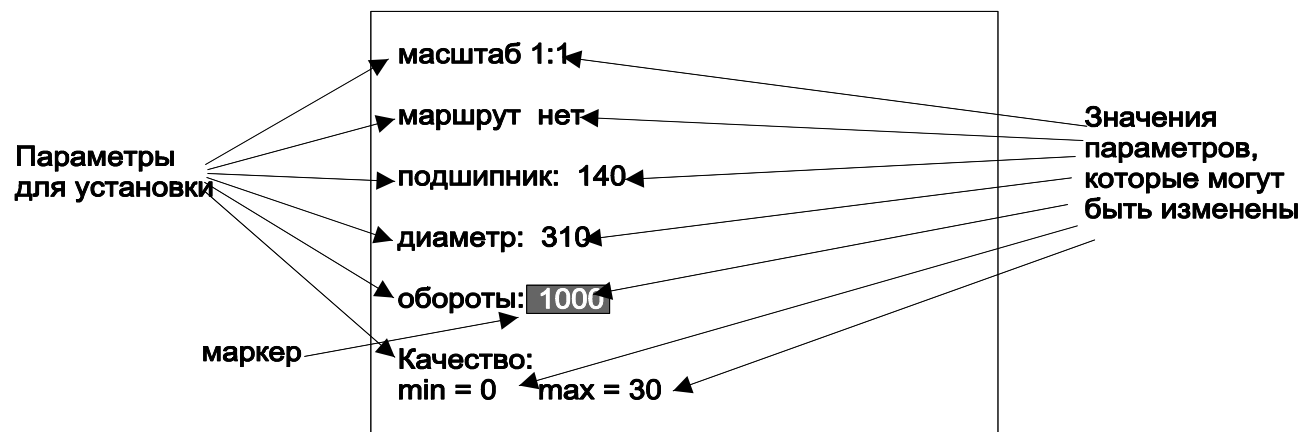 масштаб 1:1
маршрут нет
подшипник: 140
диаметр: 310
обороты: 1000
Качество:
min = 0 max = 30
Параметры
для установки
маркер
Значения
параметров,
которые могут
быть изменены